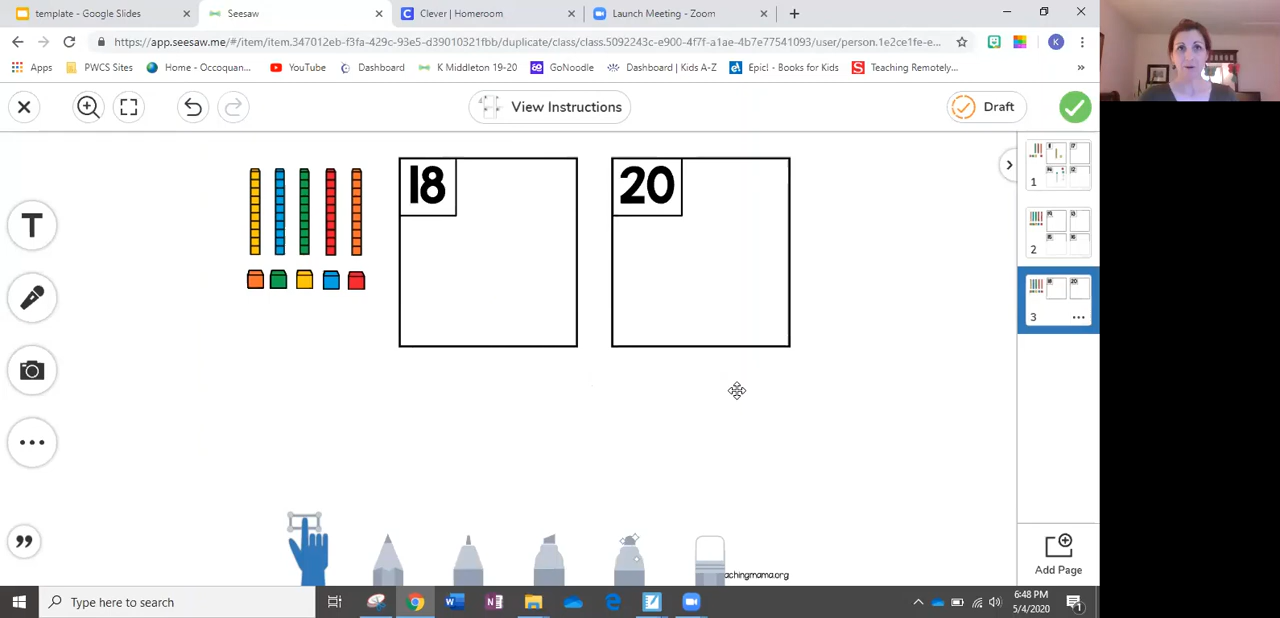 template - Google Slides
Seesaw
Clever | Homeroom
Launch Meeting - Zoom
https://app.seesaw.me/#/item/item.347012eb-f3fa-429c-93e5-d39010321fbb/duplicate/class/class.5092243c-e900-4f7f-a1ae-4b7e77541093/user/person.1e2ce1fe-e...
K
Apps
PWCS Sites
Home - Occoquan...
YouTube
Dashboard
K Middl
GoNoodle
Dashboard | Kids A-Z
Epic! - Books for Kids
Teaching Remotely...
View Instructions
Draft
18
20
T
1
2
3
Add Page
achingmama.org
Type here to search
6:48 PM
5/4/2020